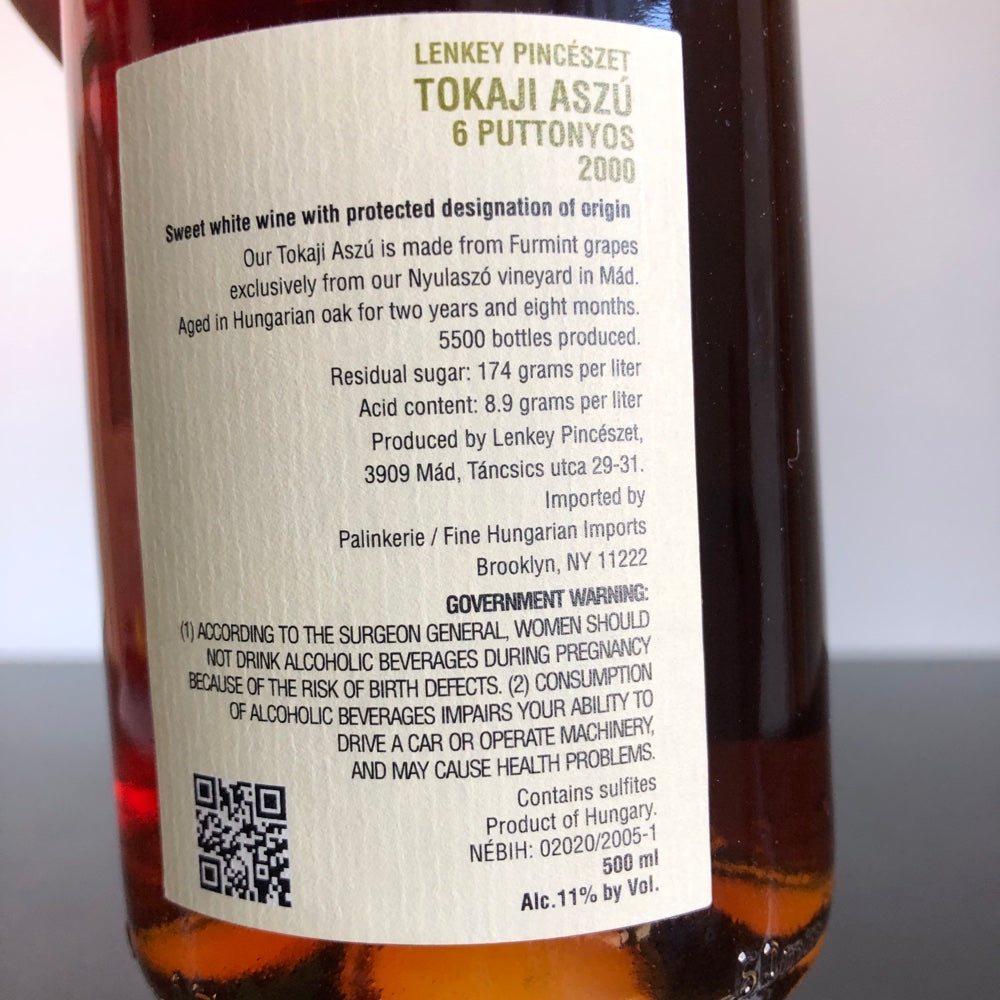 LENKEY PINCÉSZET
TOKAJI ASZÚ
6 PUTTONYOS
2000
Sweet white wine with protected designation of origin
Our Tokaji Aszú is made from Furmint grapes
exclusively from our Nyulaszó vineyard in Mád.
Aged in Hungarian oak for two years and eight months.
5500 bottles produced.
Residual sugar: 174 grams per liter
Acid content: 8.9 grams per liter
Produced by Lenkey Pincészet,
3909 Mád, Táncsics utca 29-31.
Imported by
Palinkerie / Fine Hungarian Imports
Brooklyn, NY 11222
GOVERNMENT WARNING:
(1) ACCORDING TO THE SURGEON GENERAL, WOMEN SHOULD
NOT DRINK ALCOHOLIC BEVERAGES DURING PREGNANCY
BECAUSE OF THE RISK OF BIRTH DEFECTS. (2) CONSUMPTION
OF ALCOHOLIC BEVERAGES IMPAIRS YOUR ABILITY TO
DRIVE A CAR OR OPERATE MACHINERY,
AND MAY CAUSE HEALTH PROBLEMS.
Contains sulfites
Product of Hungary.
NÉBIH: 02020/2005-1
500 ml
Alc.11% by Vol.